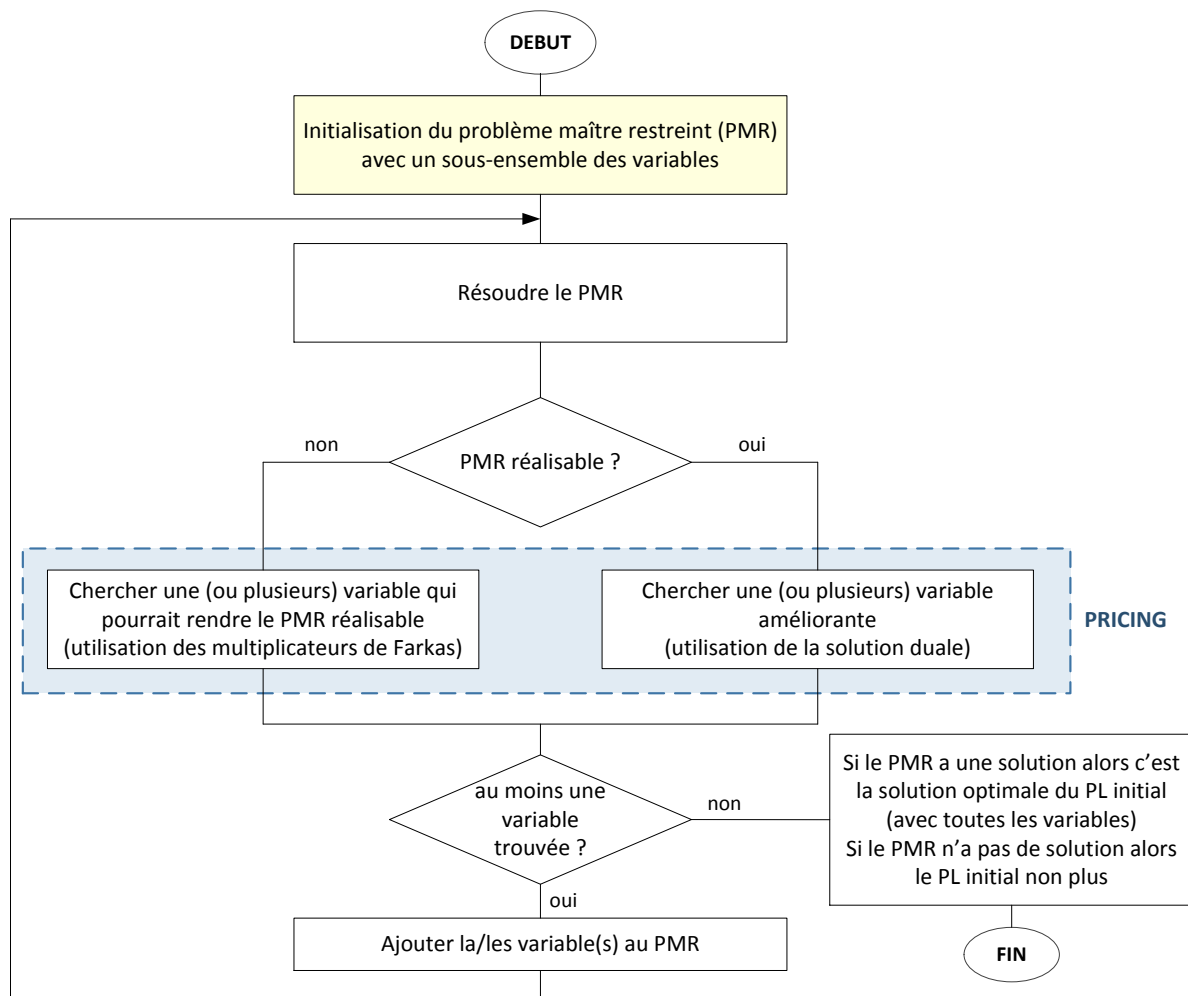 DEBUT
Initialisation du problème maître restreint (PMR)
avec un sous-ensemble des variables
Résoudre le PMR
non
oui
PMR réalisable ?
Chercher une (ou plusieurs) variable qui
pourrait rendre le PMR réalisable
(utilisation des multiplicateurs de Farkas)
Chercher une (ou plusieurs) variable
améliorante
(utilisation de la solution duale)
PRICING
au moins une
variable
trouvée ?
non
Si le PMR a une solution alors c’est
la solution optimale du PL initial
(avec toutes les variables)
Si le PMR n’a pas de solution alors
le PL initial non plus
oui
Ajouter la/les variable(s) au PMR
FIN